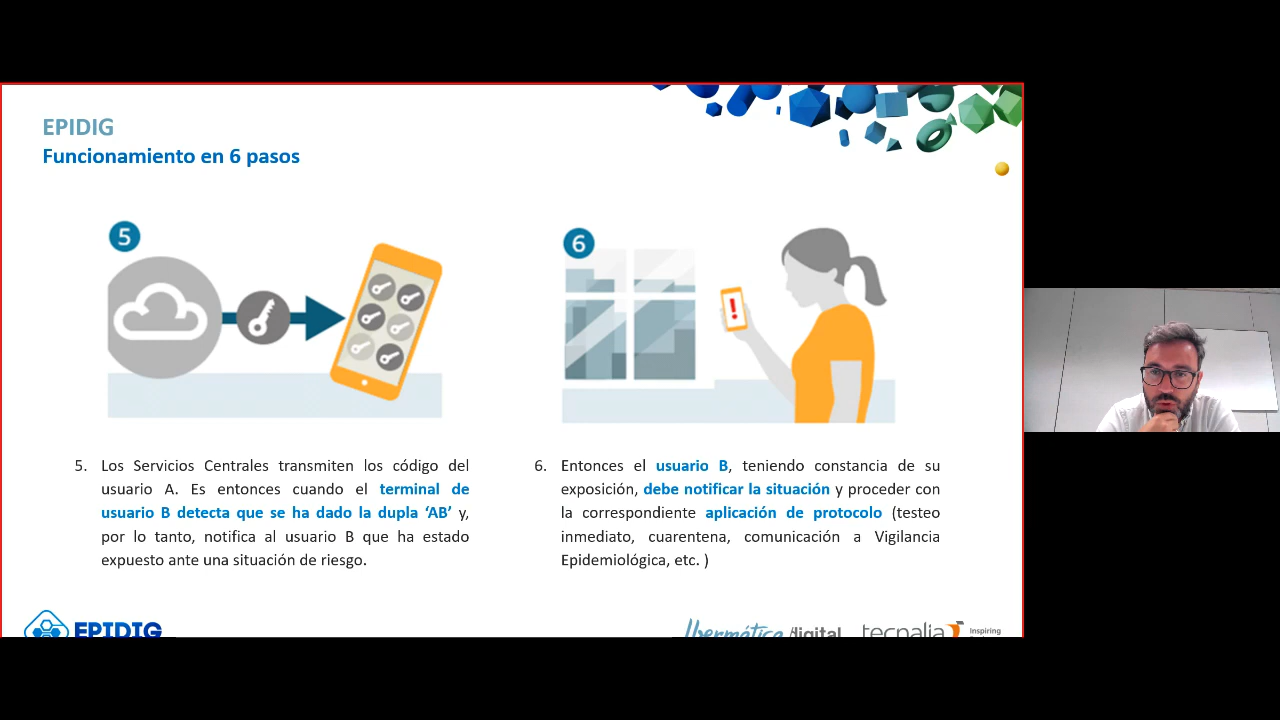 EPIDIG
Funcionamiento en 6 pasos
5
6
5. Los Servicios Centrales transmiten los código del
usuario A. Es entonces cuando el terminal de
usuario B detecta que se ha dado la dupla ‘AB’ y,
por lo tanto, notifica al usuario B que ha estado
expuesto ante una situación de riesgo.
6. Entonces el usuario B, teniendo constancia de su
exposición, debe notificar la situación y proceder con
la correspondiente aplicación de protocolo (testeo
inmediato, cuarentena, comunicación a Vigilancia
Epidemiológica, etc. )
EPIDIG
Ibermática digital
tecnalia Inspiring